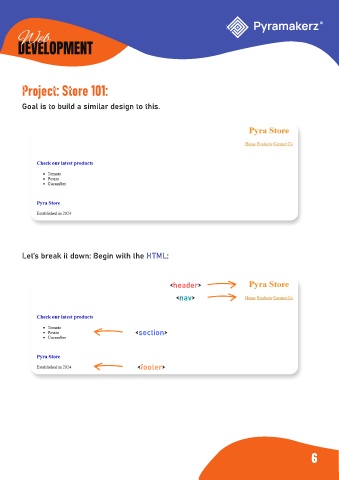 Web
DEVELOPMENT
Pyramakerz®
Project: Store 101:
Goal is to build a similar design to this.
Pyra Store
Home Products Contact Us
Check our latest products
Tomato
Potato
Cucumber
Pyra Store
Established in 2024
Let's break it down: Begin with the HTML:
<header>
Pyra Store
<nav>
Home Products Contact Us
Check our latest products
Tomato
Potato
Cucumber
<section>
Pyra Store
Established in 2024
<footer>
6